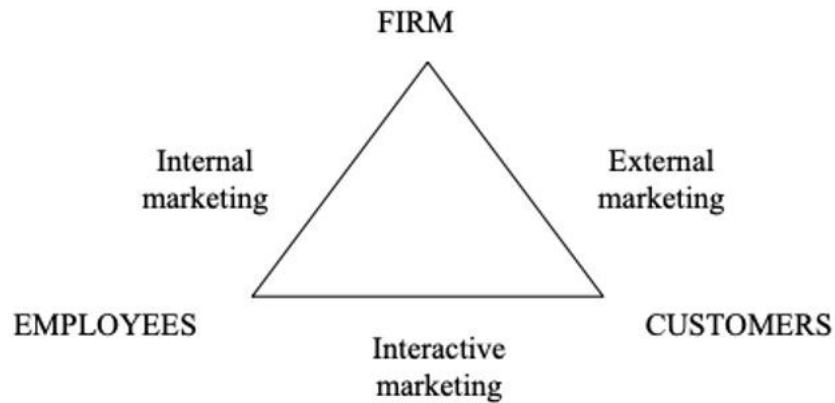 FIRM
Internal
marketing
External
marketing
EMPLOYEES
CUSTOMERS
Interactive
marketing